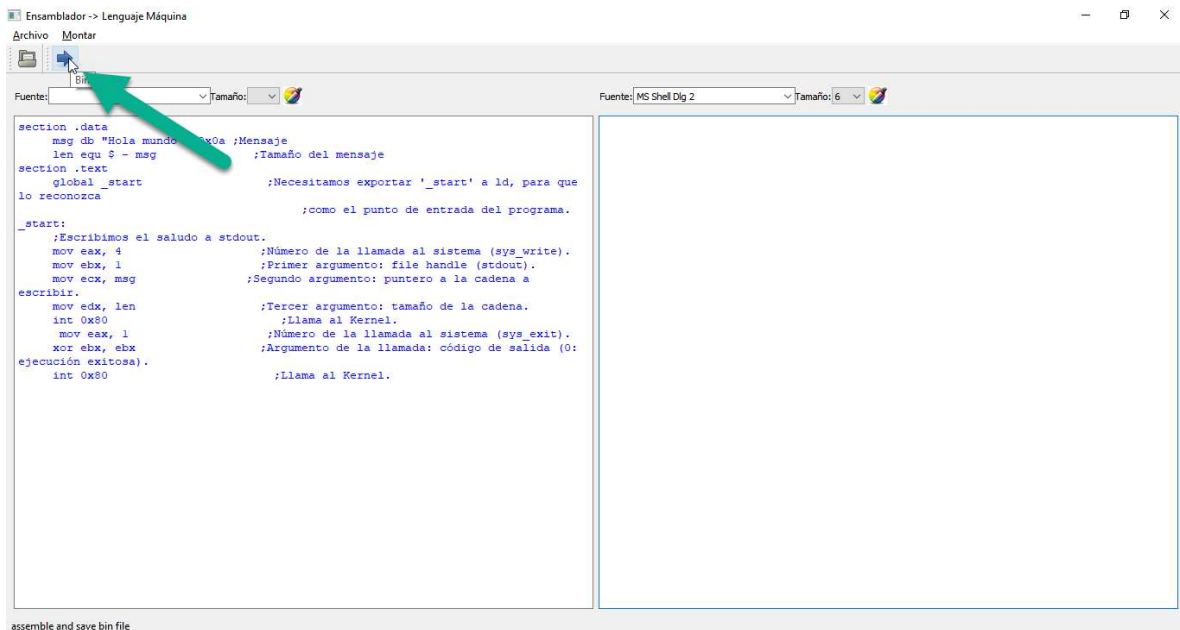 Ensamblador -> Lenguaje Máquina
Archivo Montar
Fuente: Tamaño:
Fuente: MS Shell Dlg 2 Tamaño: 6
section .data
msg db "Hola mundo 0x0a ;Mensaje
len equ $ - msg ;Tamaño del mensaje
section .text
global _start ;Necesitamos exportar '_start' a ld, para que
lo reconozca
;como el punto de entrada del programa.
_start:
;Escribimos el saludo a stdout.
mov eax, 4 ;Número de la llamada al sistema (sys_write).
mov ebx, 1 ;Primer argumento: file handle (stdout).
mov ecx, msg ;Segundo argumento: puntero a la cadena a
escribir.
mov edx, len ;Tercer argumento: tamaño de la cadena.
int 0x80 ;Llama al Kernel.
mov eax, 1 ;Número de la llamada al sistema (sys_exit).
xor ebx, ebx ;Argumento de la llamada: código de salida (0:
ejecución exitosa).
int 0x80 ;Llama al Kernel.
assemble and save bin file